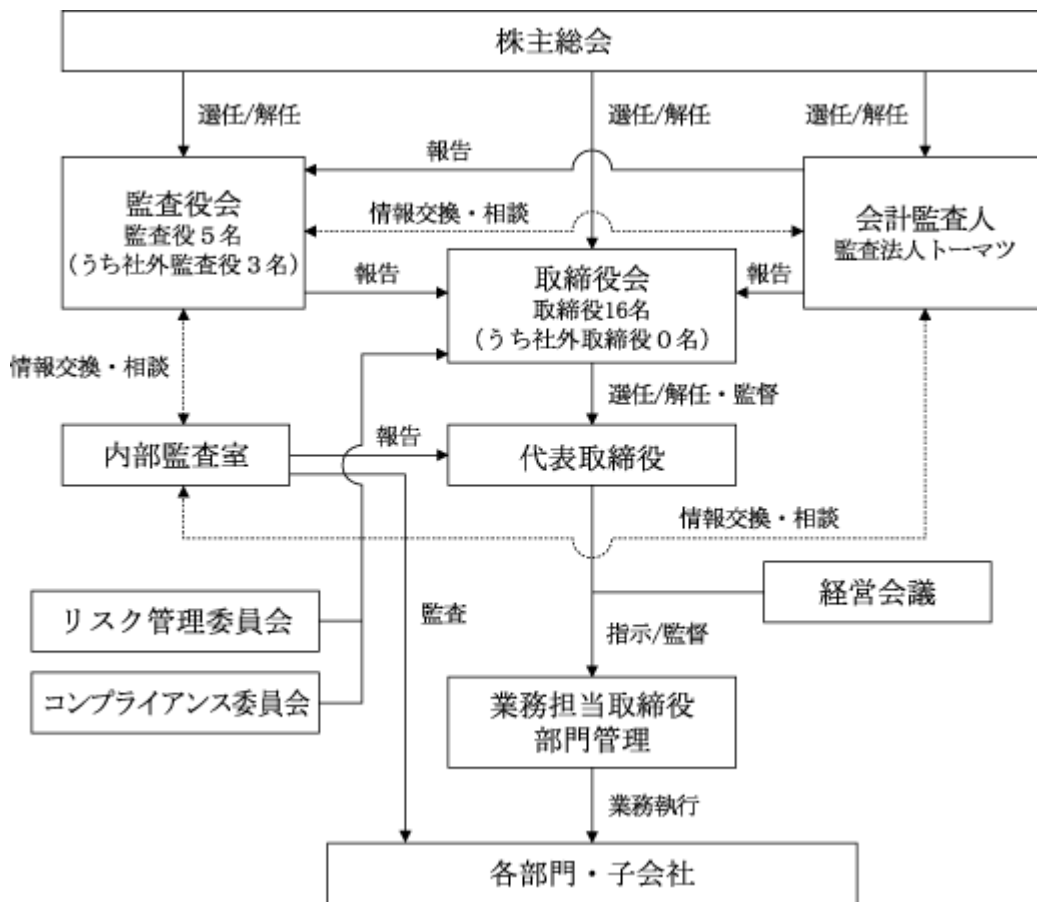 株主総会
選任/解任
選任/解任
選任/解任
報告
監査役会
監査役5名
(うち社外監査役3名)
情報交換・相談
会計監査人
監査法人トーマツ
報告
取締役会
取締役16名
(うち社外取締役0名)
報告
情報交換・相談
選任/解任・監督
内部監査室
報告
代表取締役
情報交換・相談
リスク管理委員会
監査
経営会議
指示/監督
コンプライアンス委員会
業務担当取締役
部門管理
業務執行
各部門・子会社